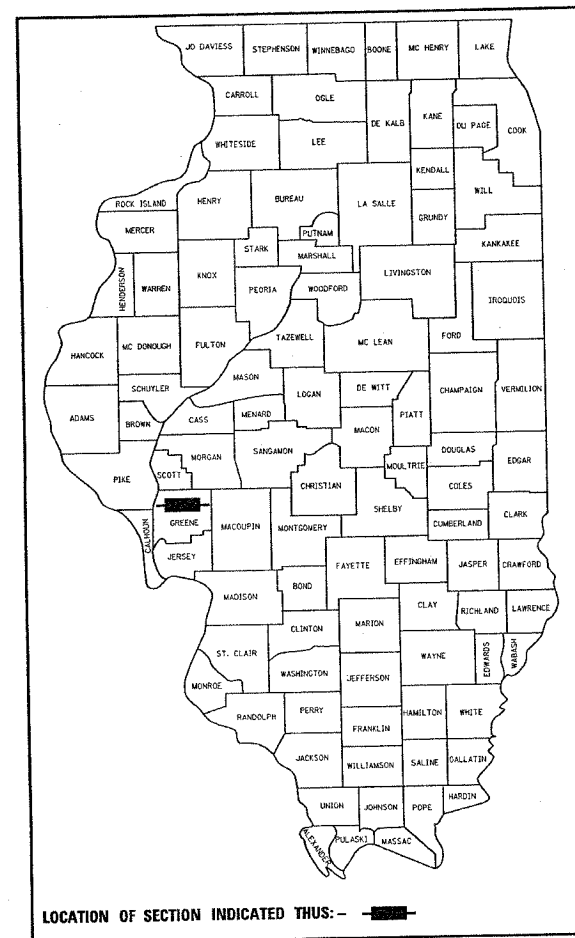 JO DAVIESS STEPHENSON WINNEBAGO BOONE MC HENRY LAKE
CARROLL OGLE DE KALB KANE DU PAGE COOK
WHITESIDE LEE
KENDALL WILL
ROCK ISLAND HENRY BUREAU LA SALLE GRUNDY
MERCER PUTNAM KANKAKEE
STARK MARSHALL
HENDERSON WARREN KNOX PEORIA WOODFORD LIVINGSTON IROQUOIS
HANCOCK MC DONOUGH FULTON TAZEWELL MC LEAN FORD
SCHUYLER MASON LOGAN DE WITT CHAMPAIGN VERMILION
ADAMS BROWN CASS MENARD MACON PIATT
MORGAN SANGAMON DOUGLAS EDGAR
PIKE SCOTT CHRISTIAN MOULTRIE COLES
CALHOUN GREENE MACOUPIN MONTGOMERY SHELBY CUMBERLAND CLARK
JERSEY FAYETTE EFFINGHAM JASPER CRAWFORD
MADISON BOND CLAY RICHLAND LAWRENCE
CLINTON MARION
ST. CLAIR WAYNE EDWARDS WABASH
WASHINGTON JEFFERSON
MONROE
RANDOLPH PERRY HAMILTON WHITE
FRANKLIN
JACKSON WILLIAMSON SALINE GALLATIN
UNION JOHNSON POPE HARDIN
ALEXANDER PULASKI MASSAC
LOCATION OF SECTION INDICATED THUS:-